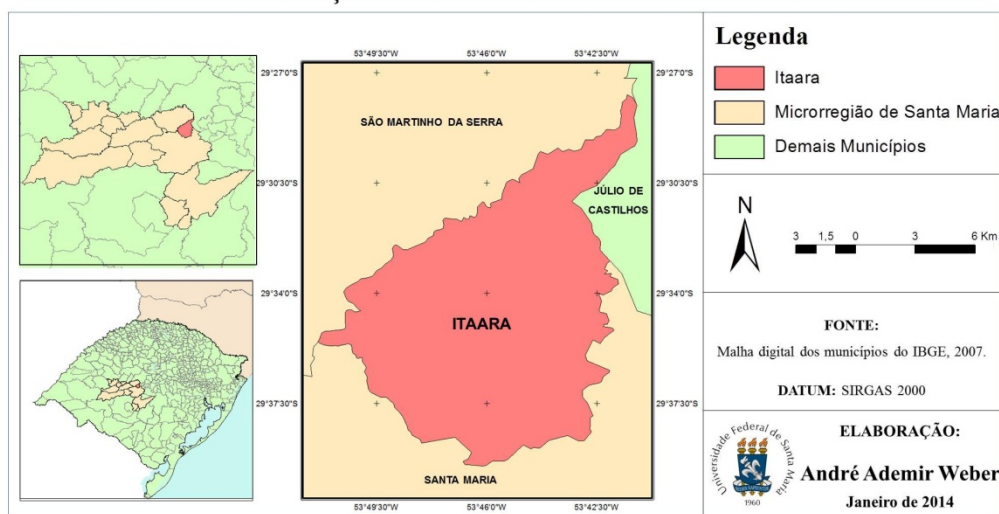 53°49'30"W 53°46'0"W 53°42'30"W
29°27'0"S 29°27'0"S
SÃO MARTINHO DA SERRA
29°30'30"S 29°30'30"S
JÚLIO DE
CASTILHOS
29°34'0"S 29°34'0"S
ITAARA
29°37'30"S 29°37'30"S
SANTA MARIA
53°49'30"W 53°46'0"W 53°42'30"W
Legenda
Itaara
Microrregião de Santa Maria
Demais Municípios
N
3 1,5 0 3 6 Km
FONTE:
Malha digital dos municípios do IBGE, 2007.
DATUM: SIRGAS 2000
Universidade Federal de Santa Maria
1960
ELABORAÇÃO:
André Ademir Weber
Janeiro de 2014